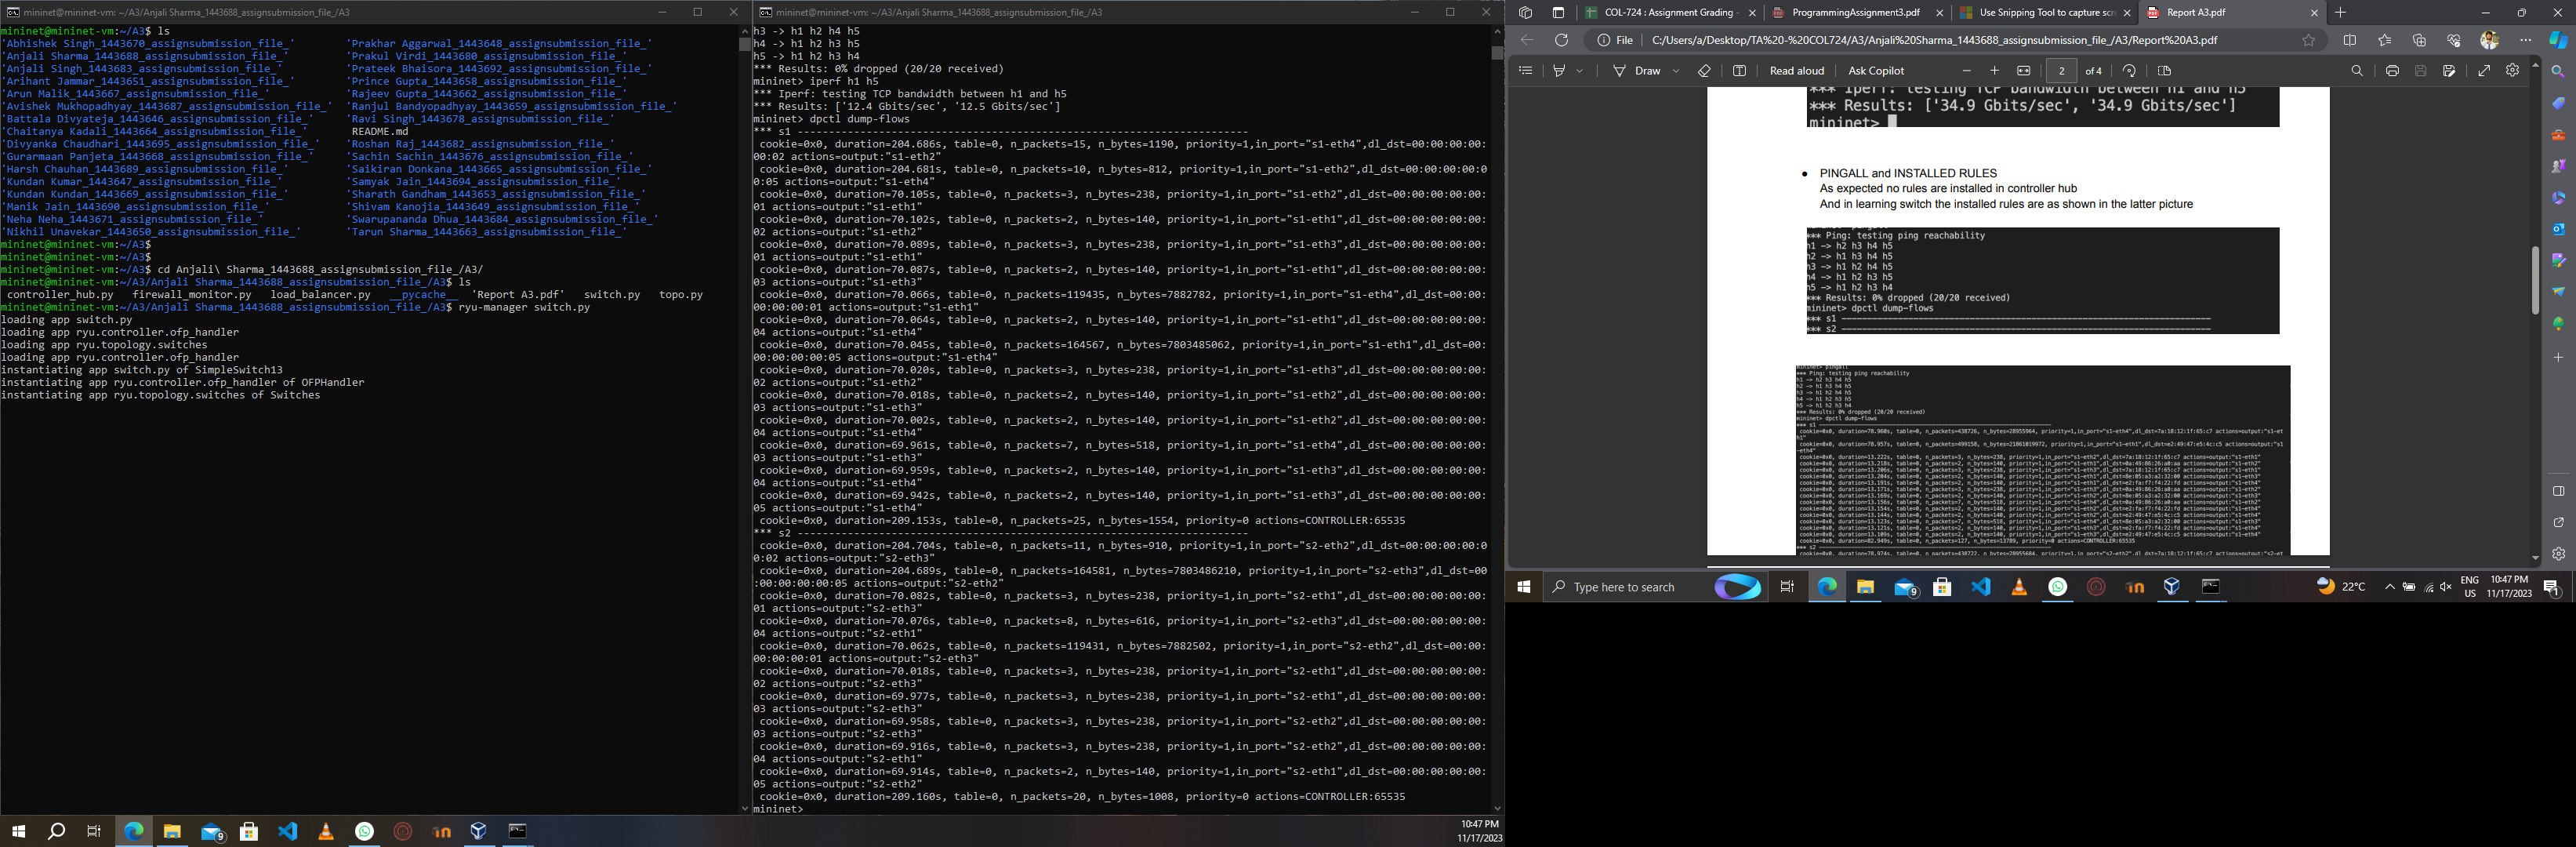 mininet@mininet-vm: ~/A3/Anjali Sharma_1443688_assignsubmission_file_/A3
mininet@mininet-vm:~/A3$ ls
'Abhishek Singh_1443670_assignsubmission_file_' 'Prakhar Aggarwal_1443648_assignsubmission_file_'
'Anjali Sharma_1443688_assignsubmission_file_' 'Prakul Virdi_1443680_assignsubmission_file_'
'Anjali Singh_1443683_assignsubmission_file_' 'Prateek Bhaisora_1443692_assignsubmission_file_'
'Arihant Jammar_1443651_assignsubmission_file_' 'Prince Gupta_1443658_assignsubmission_file_'
'Arun Malik_1443667_assignsubmission_file_' 'Rajeev Gupta_1443662_assignsubmission_file_'
'Avishek Mukhopadhyay_1443687_assignsubmission_file_' 'Ranjul Bandyopadhyay_1443659_assignsubmission_file_'
'Battala Divyateja_1443646_assignsubmission_file_' 'Ravi Singh_1443678_assignsubmission_file_'
'Chaitanya Kadali_1443664_assignsubmission_file_' README.md
'Divyanka Chaudhari_1443695_assignsubmission_file_' 'Roshan Raj_1443682_assignsubmission_file_'
'Gurarmaan Panjeta_1443668_assignsubmission_file_' 'Sachin Sachin_1443676_assignsubmission_file_'
'Harsh Chauhan_1443689_assignsubmission_file_' 'Saikiran Donkana_1443665_assignsubmission_file_'
'Kundan Kumar_1443647_assignsubmission_file_' 'Samyak Jain_1443694_assignsubmission_file_'
'Kundan Kundan_1443669_assignsubmission_file_' 'Sharath Gandham_1443653_assignsubmission_file_'
'Manik Jain_1443690_assignsubmission_file_' 'Shivam Kanojia_1443649_assignsubmission_file_'
'Neha Neha_1443671_assignsubmission_file_' 'Swarupananda Dhua_1443684_assignsubmission_file_'
'Nikhil Unavekar_1443650_assignsubmission_file_' 'Tarun Sharma_1443663_assignsubmission_file_'
mininet@mininet-vm:~/A3$
mininet@mininet-vm:~/A3$
mininet@mininet-vm:~/A3$ cd Anjali\ Sharma_1443688_assignsubmission_file_/A3/
mininet@mininet-vm:~/A3/Anjali Sharma_1443688_assignsubmission_file_/A3$ ls
controller_hub.py firewall_monitor.py load_balancer.py __pycache__ 'Report A3.pdf' switch.py topo.py
mininet@mininet-vm:~/A3/Anjali Sharma_1443688_assignsubmission_file_/A3$ ryu-manager switch.py
loading app switch.py
loading app ryu.controller.ofp_handler
loading app ryu.topology.switches
loading app ryu.controller.ofp_handler
instantiating app switch.py of SimpleSwitch13
instantiating app ryu.controller.ofp_handler of OFPHandler
instantiating app ryu.topology.switches of Switches
mininet@mininet-vm: ~/A3/Anjali Sharma_1443688_assignsubmission_file_/A3
h3 -> h1 h2 h4 h5
h4 -> h1 h2 h3 h5
h5 -> h1 h2 h3 h4
*** Results: 0% dropped (20/20 received)
mininet> iperf h1 h5
*** Iperf: testing TCP bandwidth between h1 and h5
*** Results: ['12.4 Gbits/sec', '12.5 Gbits/sec']
mininet> dpctl dump-flows
*** s1 ------------------------------------------------------------------------
cookie=0x0, duration=204.686s, table=0, n_packets=15, n_bytes=1190, priority=1,in_port="s1-eth4",dl_dst=00:00:00:00:
00:02 actions=output:"s1-eth2"
cookie=0x0, duration=204.681s, table=0, n_packets=10, n_bytes=812, priority=1,in_port="s1-eth2",dl_dst=00:00:00:00:0
0:05 actions=output:"s1-eth4"
cookie=0x0, duration=70.105s, table=0, n_packets=3, n_bytes=238, priority=1,in_port="s1-eth2",dl_dst=00:00:00:00:00:
01 actions=output:"s1-eth1"
cookie=0x0, duration=70.102s, table=0, n_packets=2, n_bytes=140, priority=1,in_port="s1-eth1",dl_dst=00:00:00:00:00:
02 actions=output:"s1-eth2"
cookie=0x0, duration=70.089s, table=0, n_packets=3, n_bytes=238, priority=1,in_port="s1-eth3",dl_dst=00:00:00:00:00:
01 actions=output:"s1-eth1"
cookie=0x0, duration=70.087s, table=0, n_packets=2, n_bytes=140, priority=1,in_port="s1-eth1",dl_dst=00:00:00:00:00:
03 actions=output:"s1-eth3"
cookie=0x0, duration=70.066s, table=0, n_packets=119435, n_bytes=7882782, priority=1,in_port="s1-eth4",dl_dst=00:00:
00:00:00:01 actions=output:"s1-eth1"
cookie=0x0, duration=70.064s, table=0, n_packets=2, n_bytes=140, priority=1,in_port="s1-eth1",dl_dst=00:00:00:00:00:
04 actions=output:"s1-eth4"
cookie=0x0, duration=70.045s, table=0, n_packets=164567, n_bytes=7803485062, priority=1,in_port="s1-eth1",dl_dst=00:
00:00:00:00:05 actions=output:"s1-eth4"
cookie=0x0, duration=70.020s, table=0, n_packets=3, n_bytes=238, priority=1,in_port="s1-eth3",dl_dst=00:00:00:00:00:
02 actions=output:"s1-eth2"
cookie=0x0, duration=70.018s, table=0, n_packets=2, n_bytes=140, priority=1,in_port="s1-eth2",dl_dst=00:00:00:00:00:
03 actions=output:"s1-eth3"
cookie=0x0, duration=70.002s, table=0, n_packets=2, n_bytes=140, priority=1,in_port="s1-eth2",dl_dst=00:00:00:00:00:
04 actions=output:"s1-eth4"
cookie=0x0, duration=69.961s, table=0, n_packets=7, n_bytes=518, priority=1,in_port="s1-eth4",dl_dst=00:00:00:00:00:
03 actions=output:"s1-eth3"
cookie=0x0, duration=69.959s, table=0, n_packets=2, n_bytes=140, priority=1,in_port="s1-eth3",dl_dst=00:00:00:00:00:
04 actions=output:"s1-eth4"
cookie=0x0, duration=69.942s, table=0, n_packets=2, n_bytes=140, priority=1,in_port="s1-eth3",dl_dst=00:00:00:00:00:
05 actions=output:"s1-eth4"
cookie=0x0, duration=209.153s, table=0, n_packets=25, n_bytes=1554, priority=0 actions=CONTROLLER:65535
*** s2 ------------------------------------------------------------------------
cookie=0x0, duration=204.704s, table=0, n_packets=11, n_bytes=910, priority=1,in_port="s2-eth2",dl_dst=00:00:00:00:0
0:02 actions=output:"s2-eth3"
cookie=0x0, duration=204.689s, table=0, n_packets=164581, n_bytes=7803486210, priority=1,in_port="s2-eth3",dl_dst=00
:00:00:00:00:05 actions=output:"s2-eth2"
cookie=0x0, duration=70.082s, table=0, n_packets=3, n_bytes=238, priority=1,in_port="s2-eth1",dl_dst=00:00:00:00:00:
01 actions=output:"s2-eth3"
cookie=0x0, duration=70.076s, table=0, n_packets=8, n_bytes=616, priority=1,in_port="s2-eth3",dl_dst=00:00:00:00:00:
04 actions=output:"s2-eth1"
cookie=0x0, duration=70.062s, table=0, n_packets=119431, n_bytes=7882502, priority=1,in_port="s2-eth2",dl_dst=00:00:
00:00:00:01 actions=output:"s2-eth3"
cookie=0x0, duration=70.018s, table=0, n_packets=3, n_bytes=238, priority=1,in_port="s2-eth1",dl_dst=00:00:00:00:00:
02 actions=output:"s2-eth3"
cookie=0x0, duration=69.977s, table=0, n_packets=3, n_bytes=238, priority=1,in_port="s2-eth1",dl_dst=00:00:00:00:00:
03 actions=output:"s2-eth3"
cookie=0x0, duration=69.958s, table=0, n_packets=3, n_bytes=238, priority=1,in_port="s2-eth2",dl_dst=00:00:00:00:00:
03 actions=output:"s2-eth3"
cookie=0x0, duration=69.916s, table=0, n_packets=3, n_bytes=238, priority=1,in_port="s2-eth2",dl_dst=00:00:00:00:00:
04 actions=output:"s2-eth1"
cookie=0x0, duration=69.914s, table=0, n_packets=2, n_bytes=140, priority=1,in_port="s2-eth1",dl_dst=00:00:00:00:00:
05 actions=output:"s2-eth2"
cookie=0x0, duration=209.160s, table=0, n_packets=20, n_bytes=1008, priority=0 actions=CONTROLLER:65535
mininet>
10:47 PM
11/17/2023
COL-724 : Assignment Grading - ProgrammingAssignment3.pdf Use Snipping Tool to capture scr Report A3.pdf
File C:/Users/a/Desktop/TA%20-%20COL724/A3/Anjali%20Sharma_1443688_assignsubmission_file_/A3/Report%20A3.pdf
Draw Read aloud Ask Copilot 2 of 4
*** Iperf: testing TCP bandwidth between h1 and h5
*** Results: ['34.9 Gbits/sec', '34.9 Gbits/sec']
mininet>
● PINGALL and INSTALLED RULES
As expected no rules are installed in controller hub
And in learning switch the installed rules are as shown in the latter picture
*** Ping: testing ping reachability
h1 -> h2 h3 h4 h5
h2 -> h1 h3 h4 h5
h3 -> h1 h2 h4 h5
h4 -> h1 h2 h3 h5
h5 -> h1 h2 h3 h4
*** Results: 0% dropped (20/20 received)
mininet> dpctl dump-flows
*** s1 ------------------------------------------------------------------------
*** s2 ------------------------------------------------------------------------
mininet> pingall
*** Ping: testing ping reachability
h1 -> h2 h3 h4 h5
h2 -> h1 h3 h4 h5
h3 -> h1 h2 h4 h5
h4 -> h1 h2 h3 h5
h5 -> h1 h2 h3 h4
*** Results: 0% dropped (20/20 received)
mininet> dpctl dump-flows
*** s1
*** s2
Type here to search
9
22°C
ENG
US
10:47 PM
11/17/2023
1
9